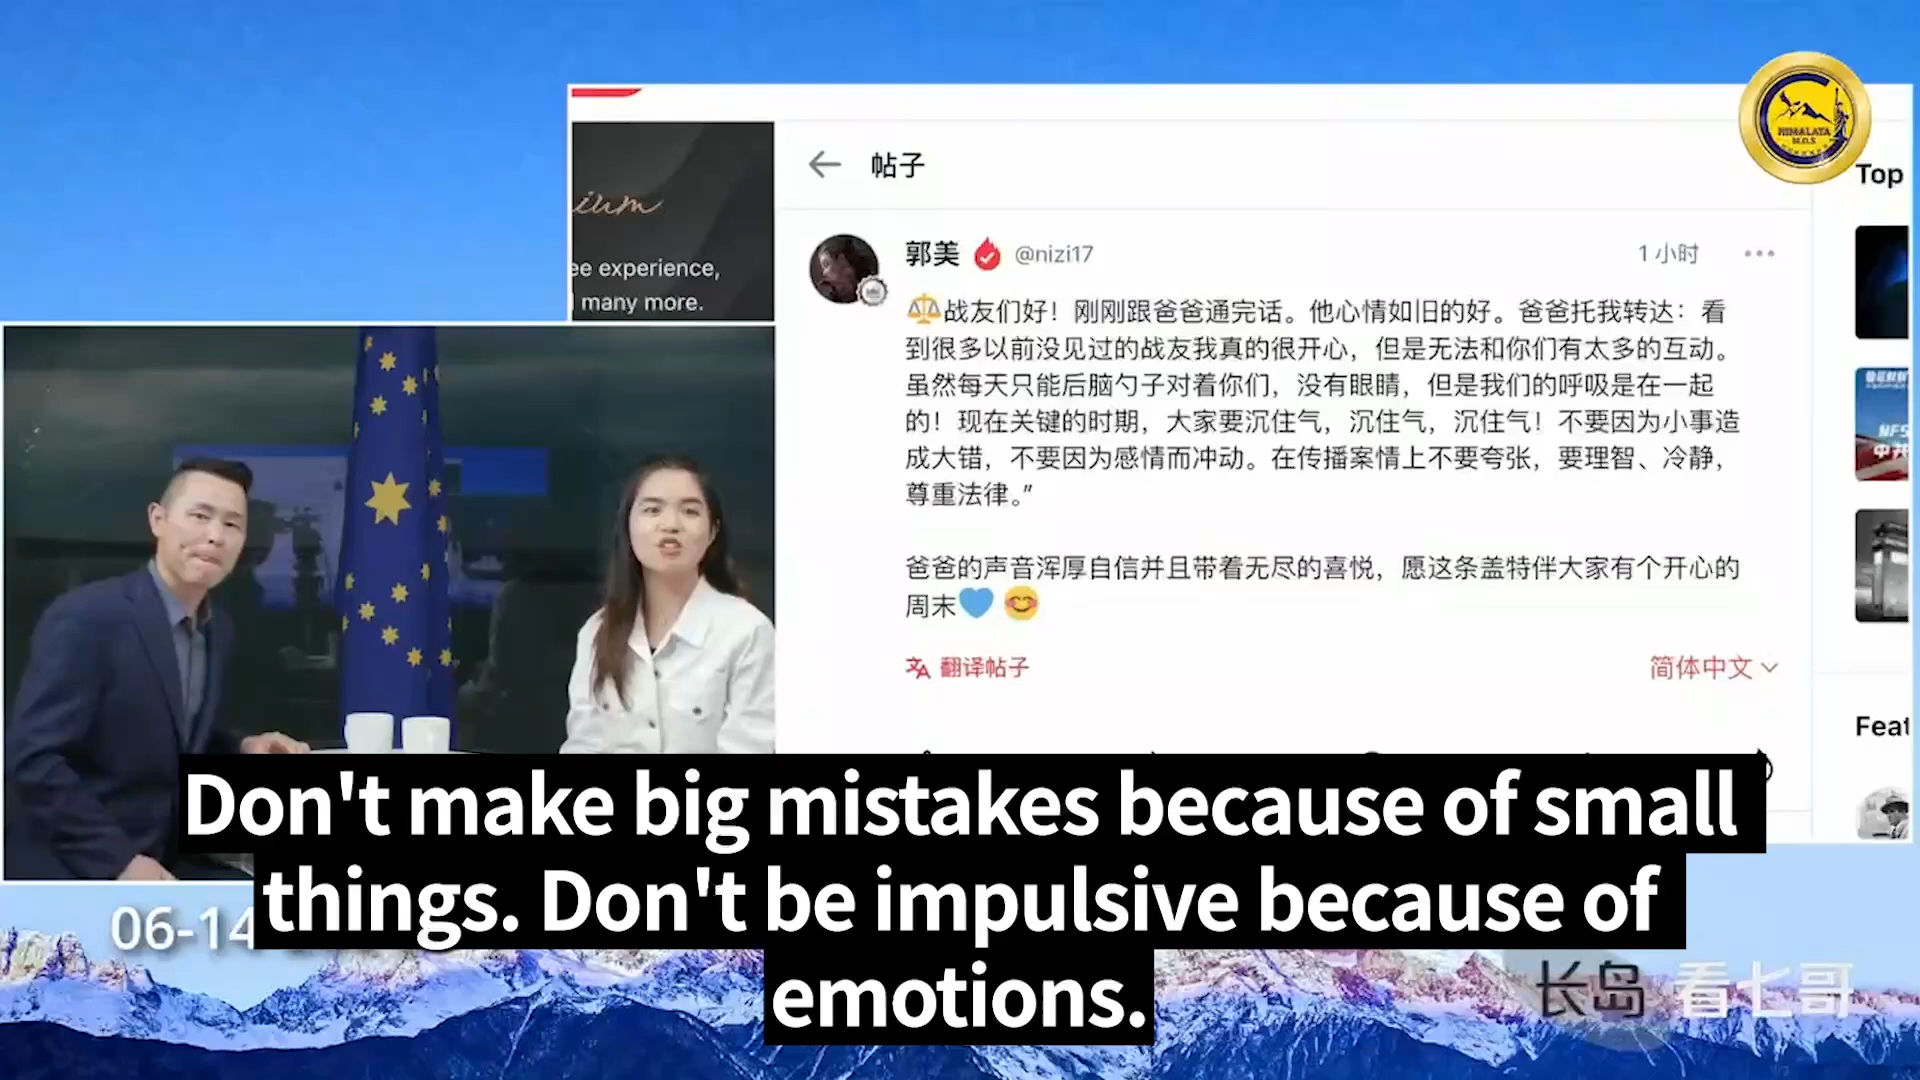 HIMALAYA
M.O.S
Top
ium
ee experience,
many more.
帖子
郭美 @nizi17
1 小时
战友们好！刚刚跟爸爸通完话。他心情如旧的好。爸爸托我转达：看
到很多以前没见过的战友我真的很开心，但是无法和你们有太多的互动。
虽然每天只能后脑勺子对着你们，没有眼睛，但是我们的呼吸是在一起
的！现在关键的时期，大家要沉住气，沉住气，沉住气！不要因为小事造
成大错，不要因为感情而冲动。在传播案情上不要夸张，要理智、冷静，
尊重法律。”
爸爸的声音浑厚自信并且带着无尽的喜悦，愿这条盖特伴大家有个开心的
周末
翻译帖子
简体中文
Feat
Don't make big mistakes because of small
things. Don't be impulsive because of
emotions.
06-14
长岛 看七哥